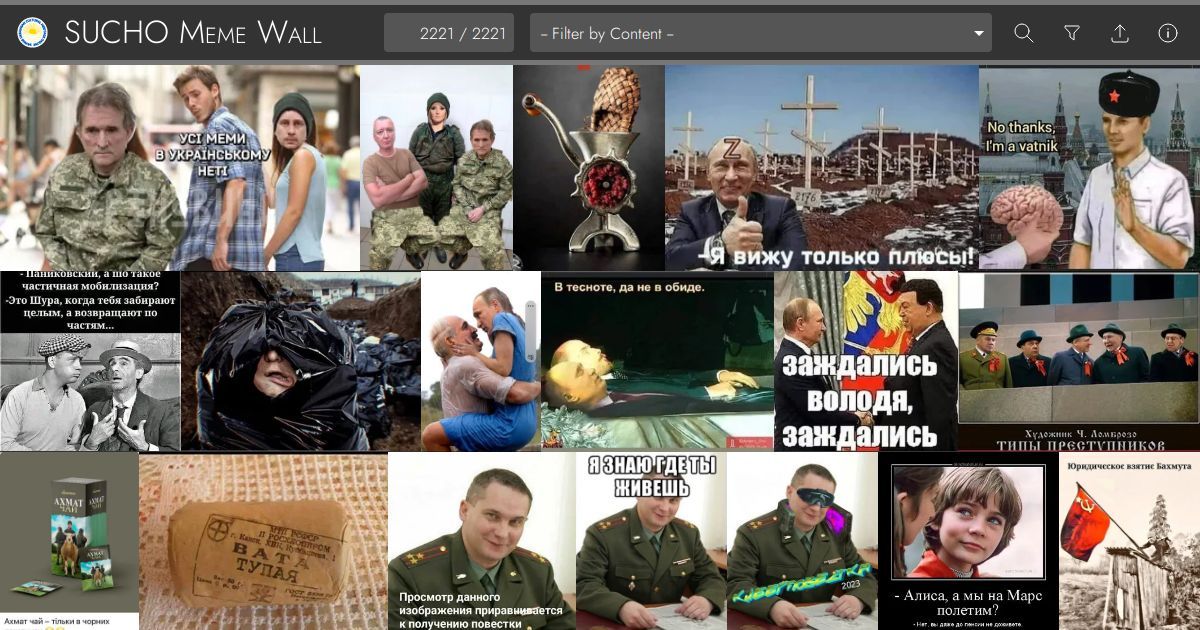 SUCHO Meme Wall
2221 / 2221
-- Filter by Content --
УСІ МЕМИ
В УКРАЇНСЬКОМУ
НЕТІ
Z
-Я вижу только плюсы!
No thanks,
I'm a vatnik
- Паниковский, а шо такое
частичная мобилизация?
-Это Шура, когда тебя забирают
целым, а возвращают по
частям...
В тесноте, да не в обиде.
заждались
володя,
заждались
Художник Ч. Ломброзо
ТИПЫ ПРЕСТУПНИКОВ
АХМАТ
ЧАЙ
Ахмат чай – тільки в чорних
ВАТА
ТУПАЯ
Просмотр данного
изображения приравнивается
к получению повестки
Я ЗНАЮ ГДЕ ТЫ
ЖИВЕШЬ
КИБЕРПОВЕСТКА
2023
- Алиса, а мы на Марс
полетим?
- Нет, вы даже до пенсии не доживете.
Юридическое взятие Бахмута